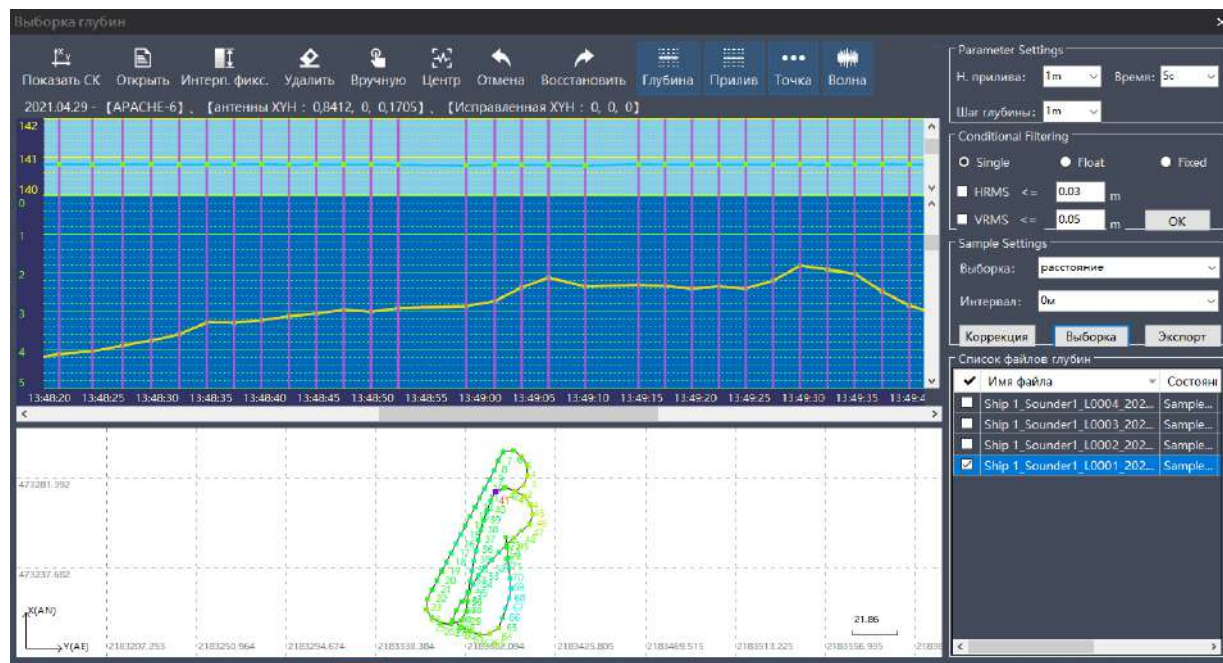 Выборка глубин
Показать СК Открыть Интерп. фикс. Удалить Вручную Центр Отмена Восстановить Глубина Прилив Точка Волна
2021.04.29 - 【APACHE-6】、【антенны XYH : 0,8412, 0, 0,1705】、【Исправленная XYH : 0, 0, 0】
142
141
140
0
1
2
3
4
5
13:48:20 13:48:25 13:48:30 13:48:35 13:48:40 13:48:45 13:48:50 13:48:55 13:49:00 13:49:05 13:49:10 13:49:15 13:49:20 13:49:25 13:49:30 13:49:35 13:49:4
473281.392
473237.682
X(AN)
Y(AE)
2183207.253 2183250.964 2183294.674 2183338.384 2183425.805 2183469.515 2183513.225 2183556.935
21.86
Parameter Settings
Н. прилива: 1m Время: 5c
Шаг глубины: 1m
Conditional Filtering
Single Float Fixed
HRMS <= 0.03 m
VRMS <= 0.05 m OK
Sample Settings
Выборка: расстояние
Интервал: 0м
Коррекция Выборка Экспорт
Список файлов глубин
Имя файла Состояни
Ship 1_Sounder1_L0004_202... Sample...
Ship 1_Sounder1_L0003_202... Sample...
Ship 1_Sounder1_L0002_202... Sample...
Ship 1_Sounder1_L0001_202... Sample...